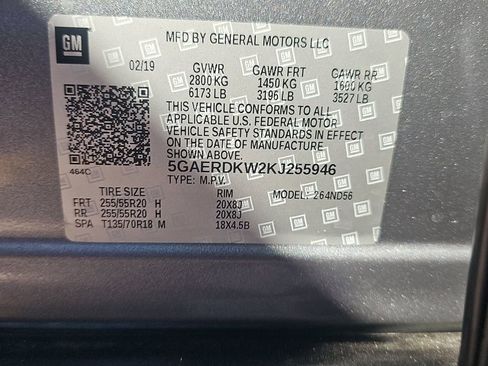 GM
MFD BY GENERAL MOTORS LLC
02/19 GVWR GAWR FRT GAWR RR
2800 KG 1450 KG 1600 KG
6173 LB 3196 LB 3527 LB
THIS VEHICLE CONFORMS TO ALL
APPLICABLE U.S. FEDERAL MOTOR
VEHICLE SAFETY STANDARDS IN EFFECT
ON THE DATE OF MANUFACTURE
SHOWN ABOVE.
464C
5GAERDKW2KJ255946
TYPE: M.P.V. MODEL: 264ND56
TIRE SIZE RIM
FRT 255/55R20 H 20X8J
RR 255/55R20 H 20X8J
SPA T135/70R18 M 18X4.5B